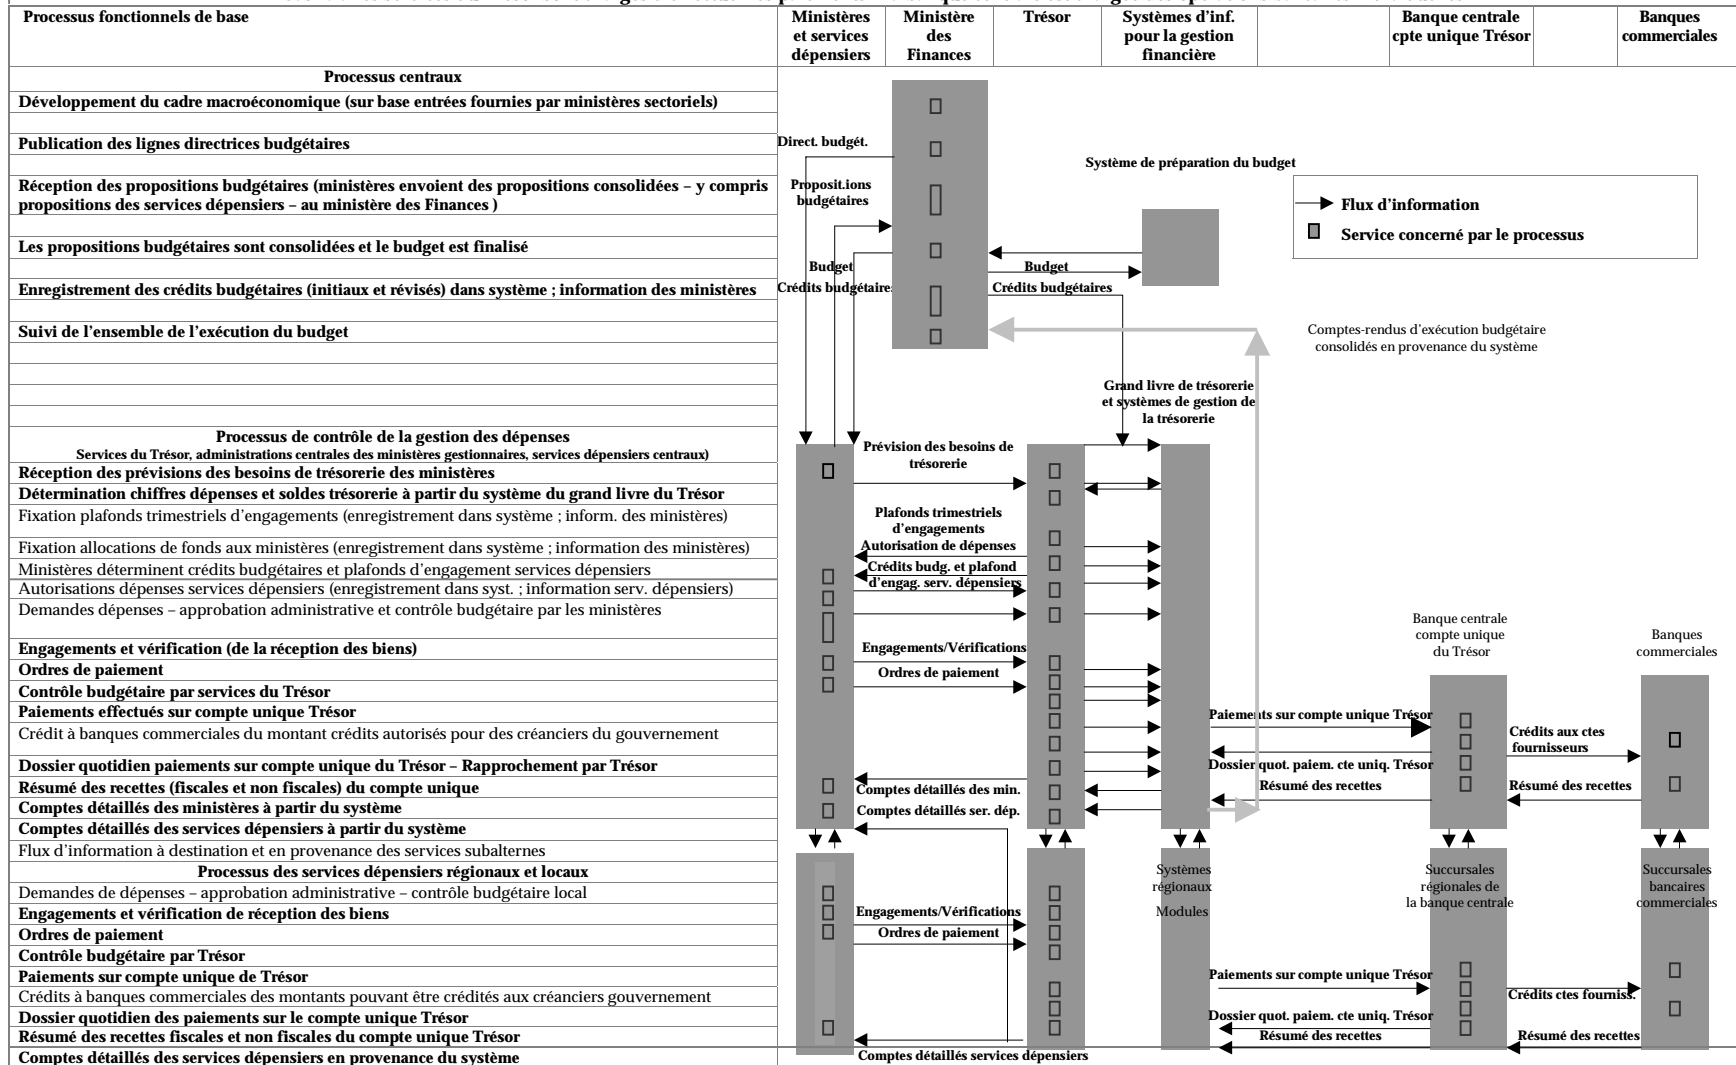 Processus fonctionnels de base
Ministères
et services
dépensiers
Ministère
des
Finances
Trésor
Systèmes d'inf.
pour la gestion
financière
Banque centrale
cpte unique Trésor
Banques
commerciales
Processus centraux
Développement du cadre macroéconomique (sur base entrées fournies par ministères sectoriels)
Publication des lignes directrices budgétaires
Réception des propositions budgétaires (ministères envoient des propositions consolidées – y compris
propositions des services dépensiers – au ministère des Finances )
Les propositions budgétaires sont consolidées et le budget est finalisé
Enregistrement des crédits budgétaires (initiaux et révisés) dans système ; information des ministères
Suivi de l'ensemble de l'exécution du budget
Processus de contrôle de la gestion des dépenses
Services du Trésor, administrations centrales des ministères gestionnaires, services dépensiers centraux)
Réception des prévisions des besoins de trésorerie des ministères
Détermination chiffres dépenses et soldes trésorerie à partir du système du grand livre du Trésor
Fixation plafonds trimestriels d'engagements (enregistrement dans système ; inform. des ministères)
Fixation allocations de fonds aux ministères (enregistrement dans système ; information des ministères)
Ministères déterminent crédits budgétaires et plafonds d'engagement services dépensiers
Autorisations dépenses services dépensiers (enregistrement dans syst. ; information serv. dépensiers)
Demandes dépenses – approbation administrative et contrôle budgétaire par les ministères
Engagements et vérification (de la réception des biens)
Ordres de paiement
Contrôle budgétaire par services du Trésor
Paiements effectués sur compte unique Trésor
Crédit à banques commerciales du montant crédits autorisés pour des créanciers du gouvernement
Dossier quotidien paiements sur compte unique du Trésor – Rapprochement par Trésor
Résumé des recettes (fiscales et non fiscales) du compte unique
Comptes détaillés des ministères à partir du système
Comptes détaillés des services dépensiers à partir du système
Flux d'information à destination et en provenance des services subalternes
Processus des services dépensiers régionaux et locaux
Demandes de dépenses – approbation administrative – contrôle budgétaire local
Engagements et vérification de réception des biens
Ordres de paiement
Contrôle budgétaire par Trésor
Paiements sur compte unique de Trésor
Crédits à banques commerciales des montants pouvant être crédités aux créanciers gouvernement
Dossier quotidien des paiements sur le compte unique Trésor
Résumé des recettes fiscales et non fiscales du compte unique Trésor
Comptes détaillés des services dépensiers en provenance du système
Direct. budgét.
Proposit.ions
budgétaires
Budget
Crédits budgétaires
Budget
Crédits budgétaires
Système de préparation du budget
Flux d'information
Service concerné par le processus
Comptes-rendus d'exécution budgétaire
consolidés en provenance du système
Grand livre de trésorerie
et systèmes de gestion de
la trésorerie
Prévision des besoins de
trésorerie
Plafonds trimestriels
d'engagements
Autorisation de dépenses
Crédits budg. et plafond
d'engag. serv. dépensiers
Engagements/Vérifications
Ordres de paiement
Comptes détaillés des min.
Comptes détaillés ser. dép.
Banque centrale
compte unique
du Trésor
Banques
commerciales
Paiements sur compte unique Trésor
Crédits aux ctes
fournisseurs
Dossier quot. paiem. cte uniq. Trésor
Résumé des recettes
Résumé des recettes
Systèmes
régionaux
Modules
Succursales
régionales de
la banque centrale
Succursales
bancaires
commerciales
Engagements/Vérifications
Ordres de paiement
Paiements sur compte unique Trésor
Crédits ctes fourniss.
Dossier quot. paiem. cte uniq. Trésor
Résumé des recettes
Résumé des recettes
Comptes détaillés services dépensiers